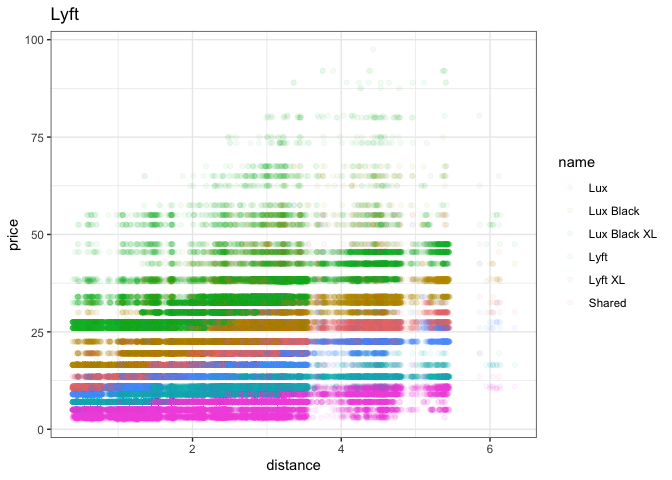 Lyft
100
75
50
25
0
price
2
4
6
distance
name
Lux
Lux Black
Lux Black XL
Lyft
Lyft XL
Shared